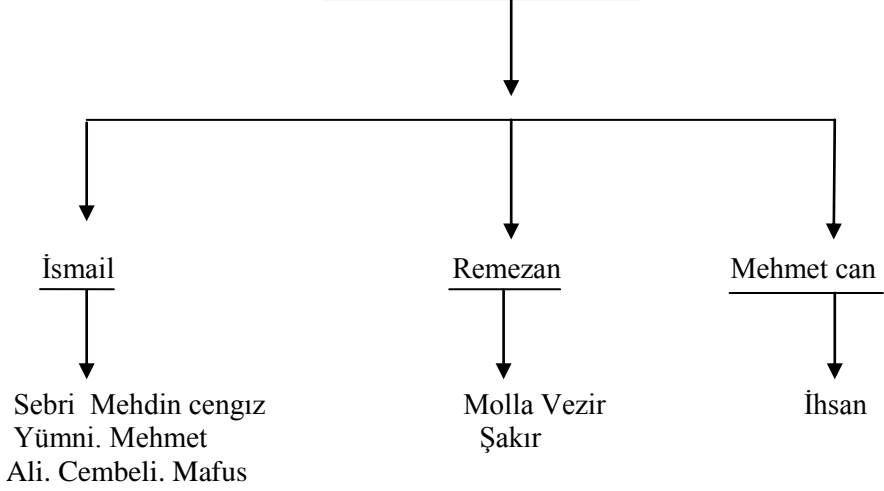 İsmail
Remezan
Mehmet can
Sebri  Mehdin cengız
Yümni. Mehmet
Ali. Cembeli. Mafus
Molla Vezir
Şakır
İhsan